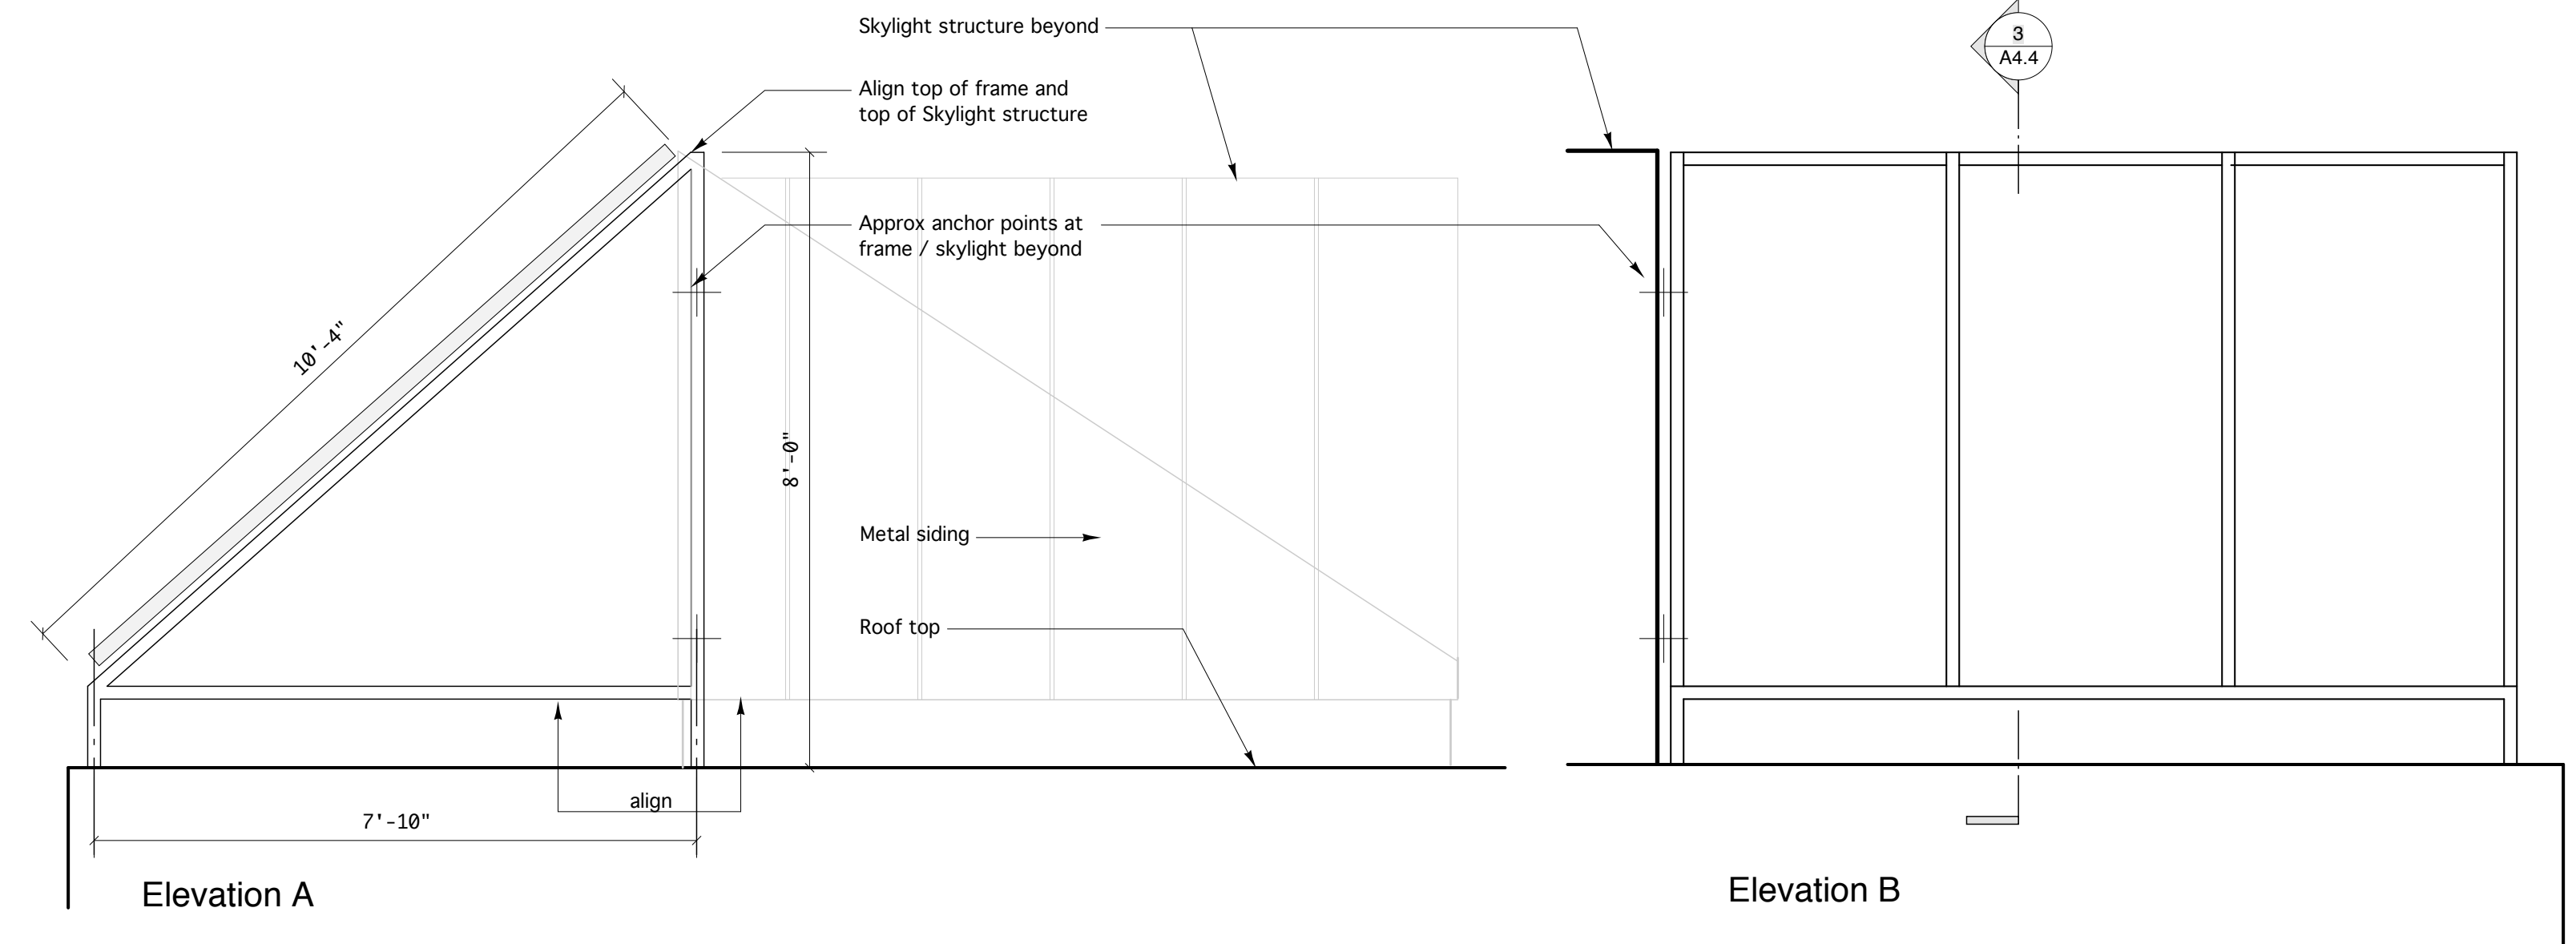 Skylight structure beyond
3
A4.4
Align top of frame and
top of Skylight structure
Approx anchor points at
frame / skylight beyond
10'-4"
8'-0"
Metal siding
Roof top
align
7'-10"
Elevation A
Elevation B